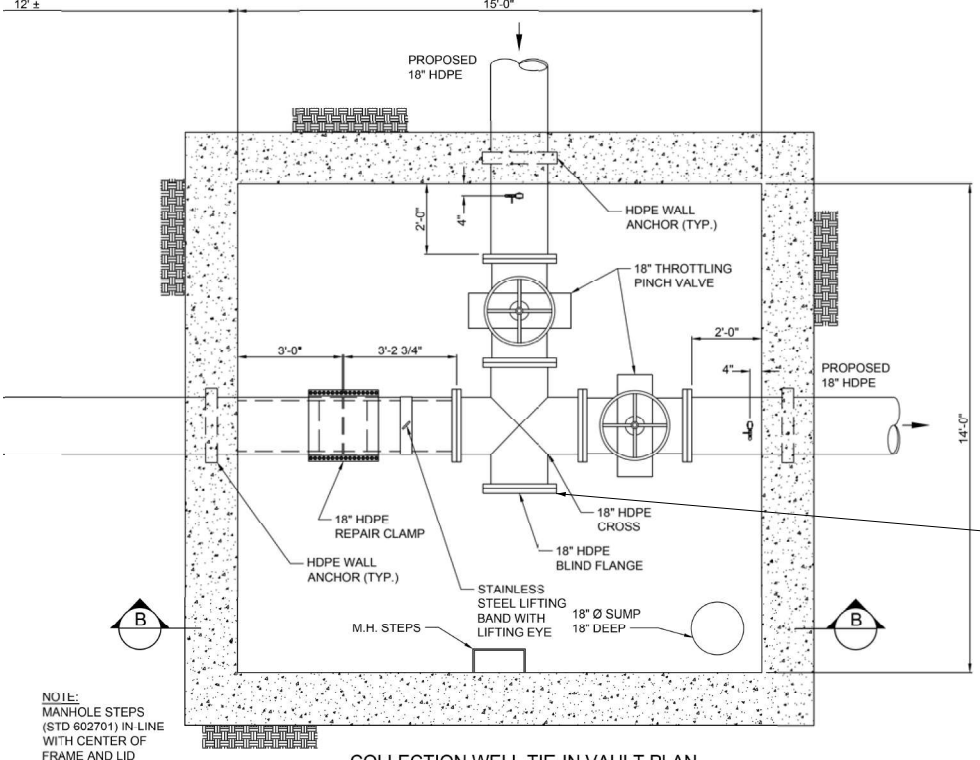 12' ±
15'-0"
PROPOSED
18" HDPE
2'-0"
4"
HDPE WALL
ANCHOR (TYP.)
18" THROTTLING
PINCH VALVE
3'-0"
3'-2 3/4"
2'-0"
4"
PROPOSED
18" HDPE
14'-0"
18" HDPE
REPAIR CLAMP
18" HDPE
CROSS
HDPE WALL
ANCHOR (TYP.)
18" HDPE
BLIND FLANGE
STAINLESS
STEEL LIFTING
BAND WITH
LIFTING EYE
18" Ø SUMP
18" DEEP
M.H. STEPS
B
B
NOTE:
MANHOLE STEPS
(STD 602701) IN-LINE
WITH CENTER OF
FRAME AND LID
COLLECTION WELL TIE-IN VAULT PLAN